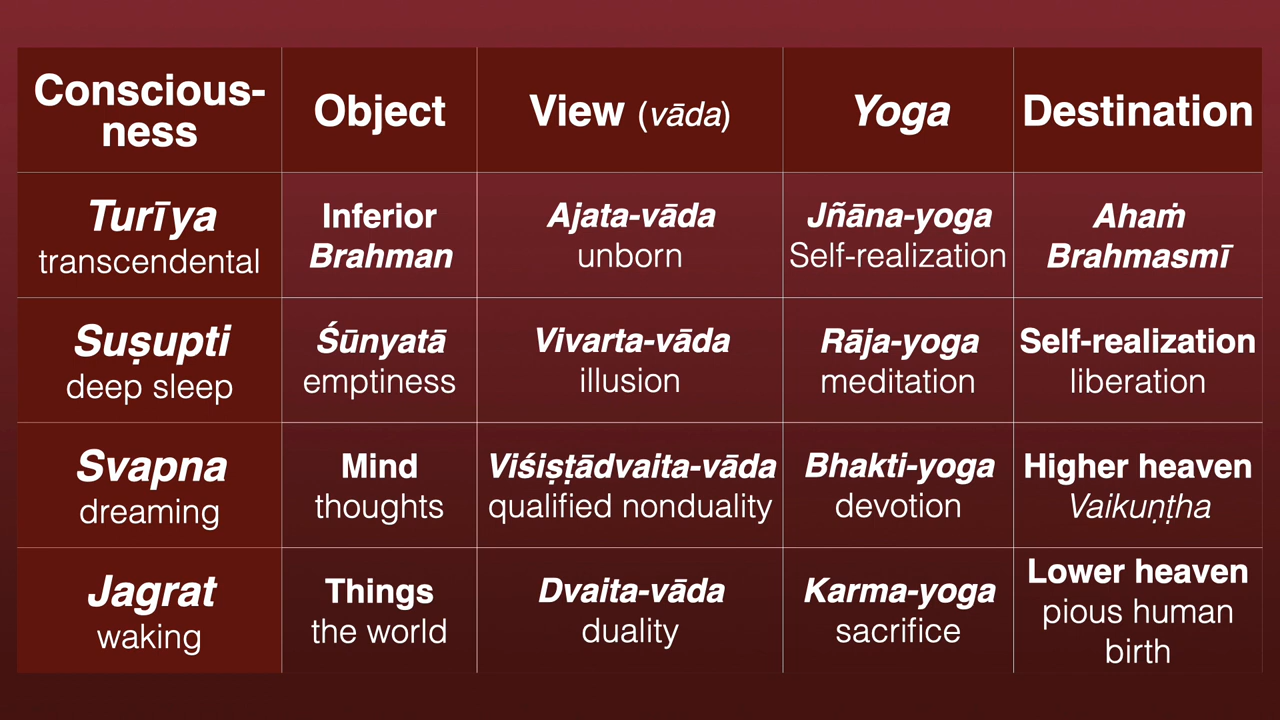 Conscious-
ness
Object
View (vāda)
Yoga
Destination
Turīya
transcendental
Inferior
Brahman
Ajata-vāda
unborn
Jñāna-yoga
Self-realization
Ahaṁ
Brahmasmī
Suṣupti
deep sleep
Śūnyatā
emptiness
Vivarta-vāda
illusion
Rāja-yoga
meditation
Self-realization
liberation
Svapna
dreaming
Mind
thoughts
Viśiṣṭādvaita-vāda
qualified nonduality
Bhakti-yoga
devotion
Higher heaven
Vaikuṇṭha
Jagrat
waking
Things
the world
Dvaita-vāda
duality
Karma-yoga
sacrifice
Lower heaven
pious human
birth